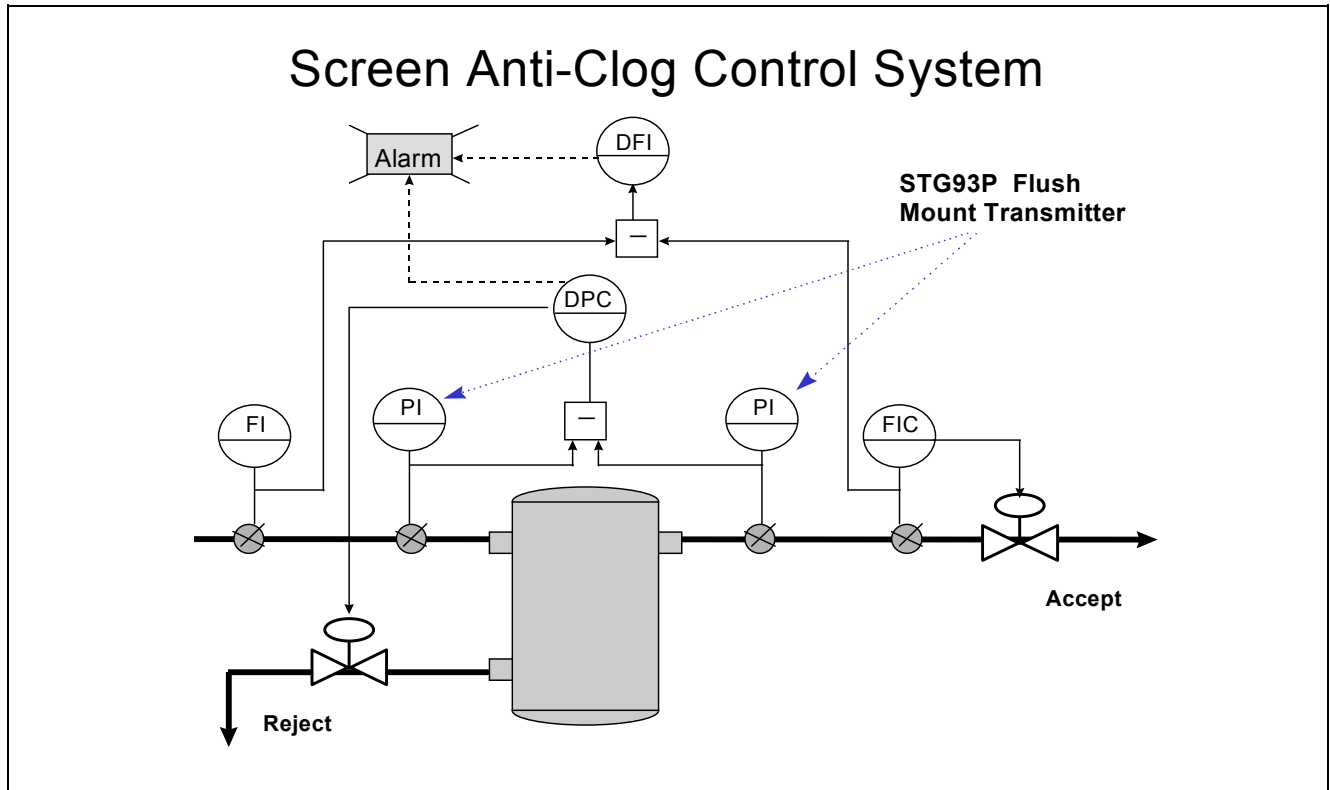 Screen Anti-Clog Control System
Alarm
DFI
STG93P Flush
Mount Transmitter
–
DPC
PI
PI
FI
–
FIC
Accept
Reject